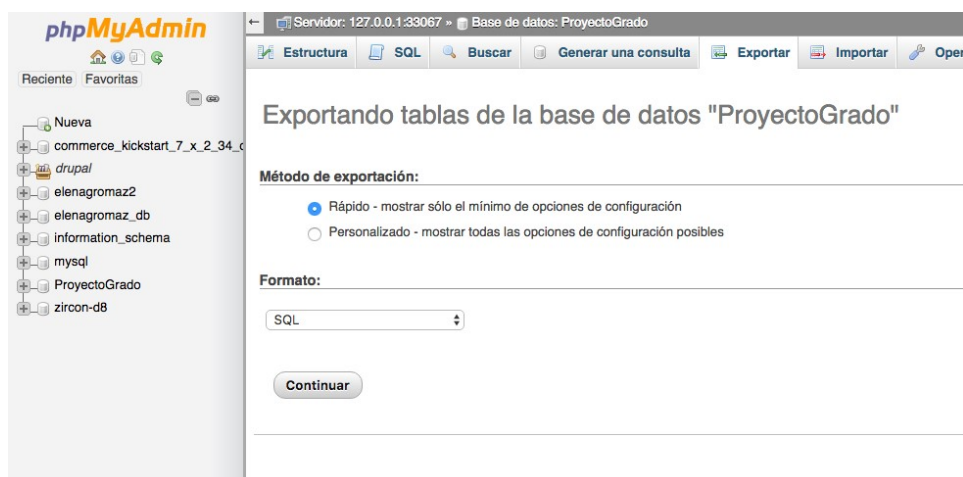 phpMyAdmin
Reciente Favoritas
Nueva
commerce_kickstart_7_x_2_34_
drupal
elenagromaz2
elenagromaz_db
information_schema
mysql
ProyectoGrado
zircon-d8
Servidor: 127.0.0.1:33067 » Base de datos: ProyectoGrado
Estructura SQL Buscar Generar una consulta Exportar Importar Oper
Exportando tablas de la base de datos "ProyectoGrado"
Método de exportación:
Rápido - mostrar sólo el mínimo de opciones de configuración
Personalizado - mostrar todas las opciones de configuración posibles
Formato:
SQL
Continuar